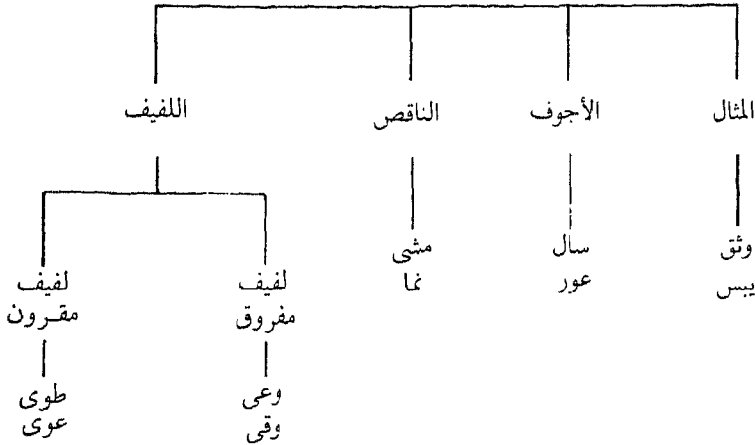 المثال
الأجوف
الناقص
اللفيف
وثق
يبس
سال
عور
مشى
نما
لفيف
مفروق
لفيف
مقرون
وعى
وقى
طوى
عوى